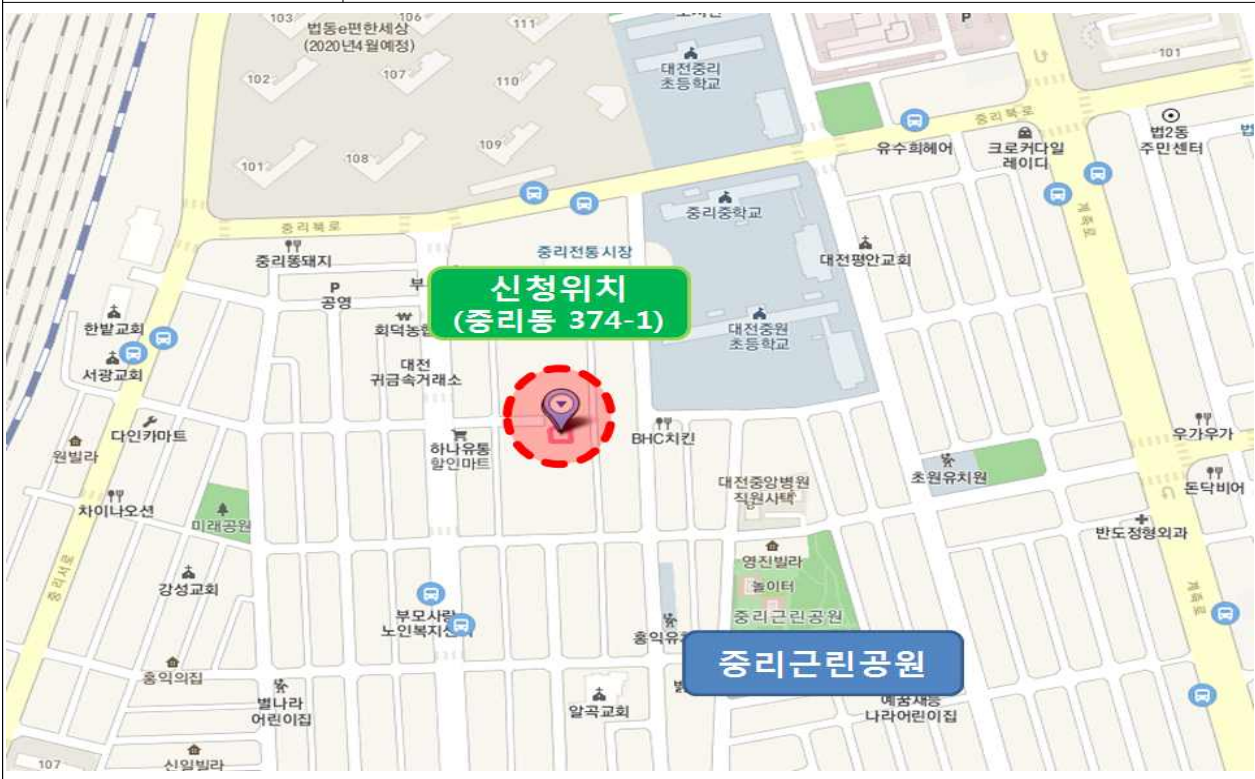 103
106
111
법동e편한세상
(2020년4월예정)
102
107
110
101
108
109
대전중리
초등학교
P
101
중리북로
유수희헤어
크로커다일
레이디
법2동
주민센터
계족로
중리북로
중리중학교
중리똥돼지
중리전통시장
대전평안교회
P
공영
신청위치
(중리동 374-1)
한밭교회
서광교회
대전
귀금속거래소
대전중원
초등학교
다인카마트
원빌라
하나유통
할인마트
BHC치킨
우가우가
차이나오션
미래공원
대전중앙병원
직원사택
초원유치원
돈닥비어
반도정형외과
영진빌라
놀이터
중리근린공원
중리서로
강성교회
부모사랑
계족로
중리근린공원
홍익의집
별나라
어린이집
알곡교회
나라어린이집
107
신일빌라